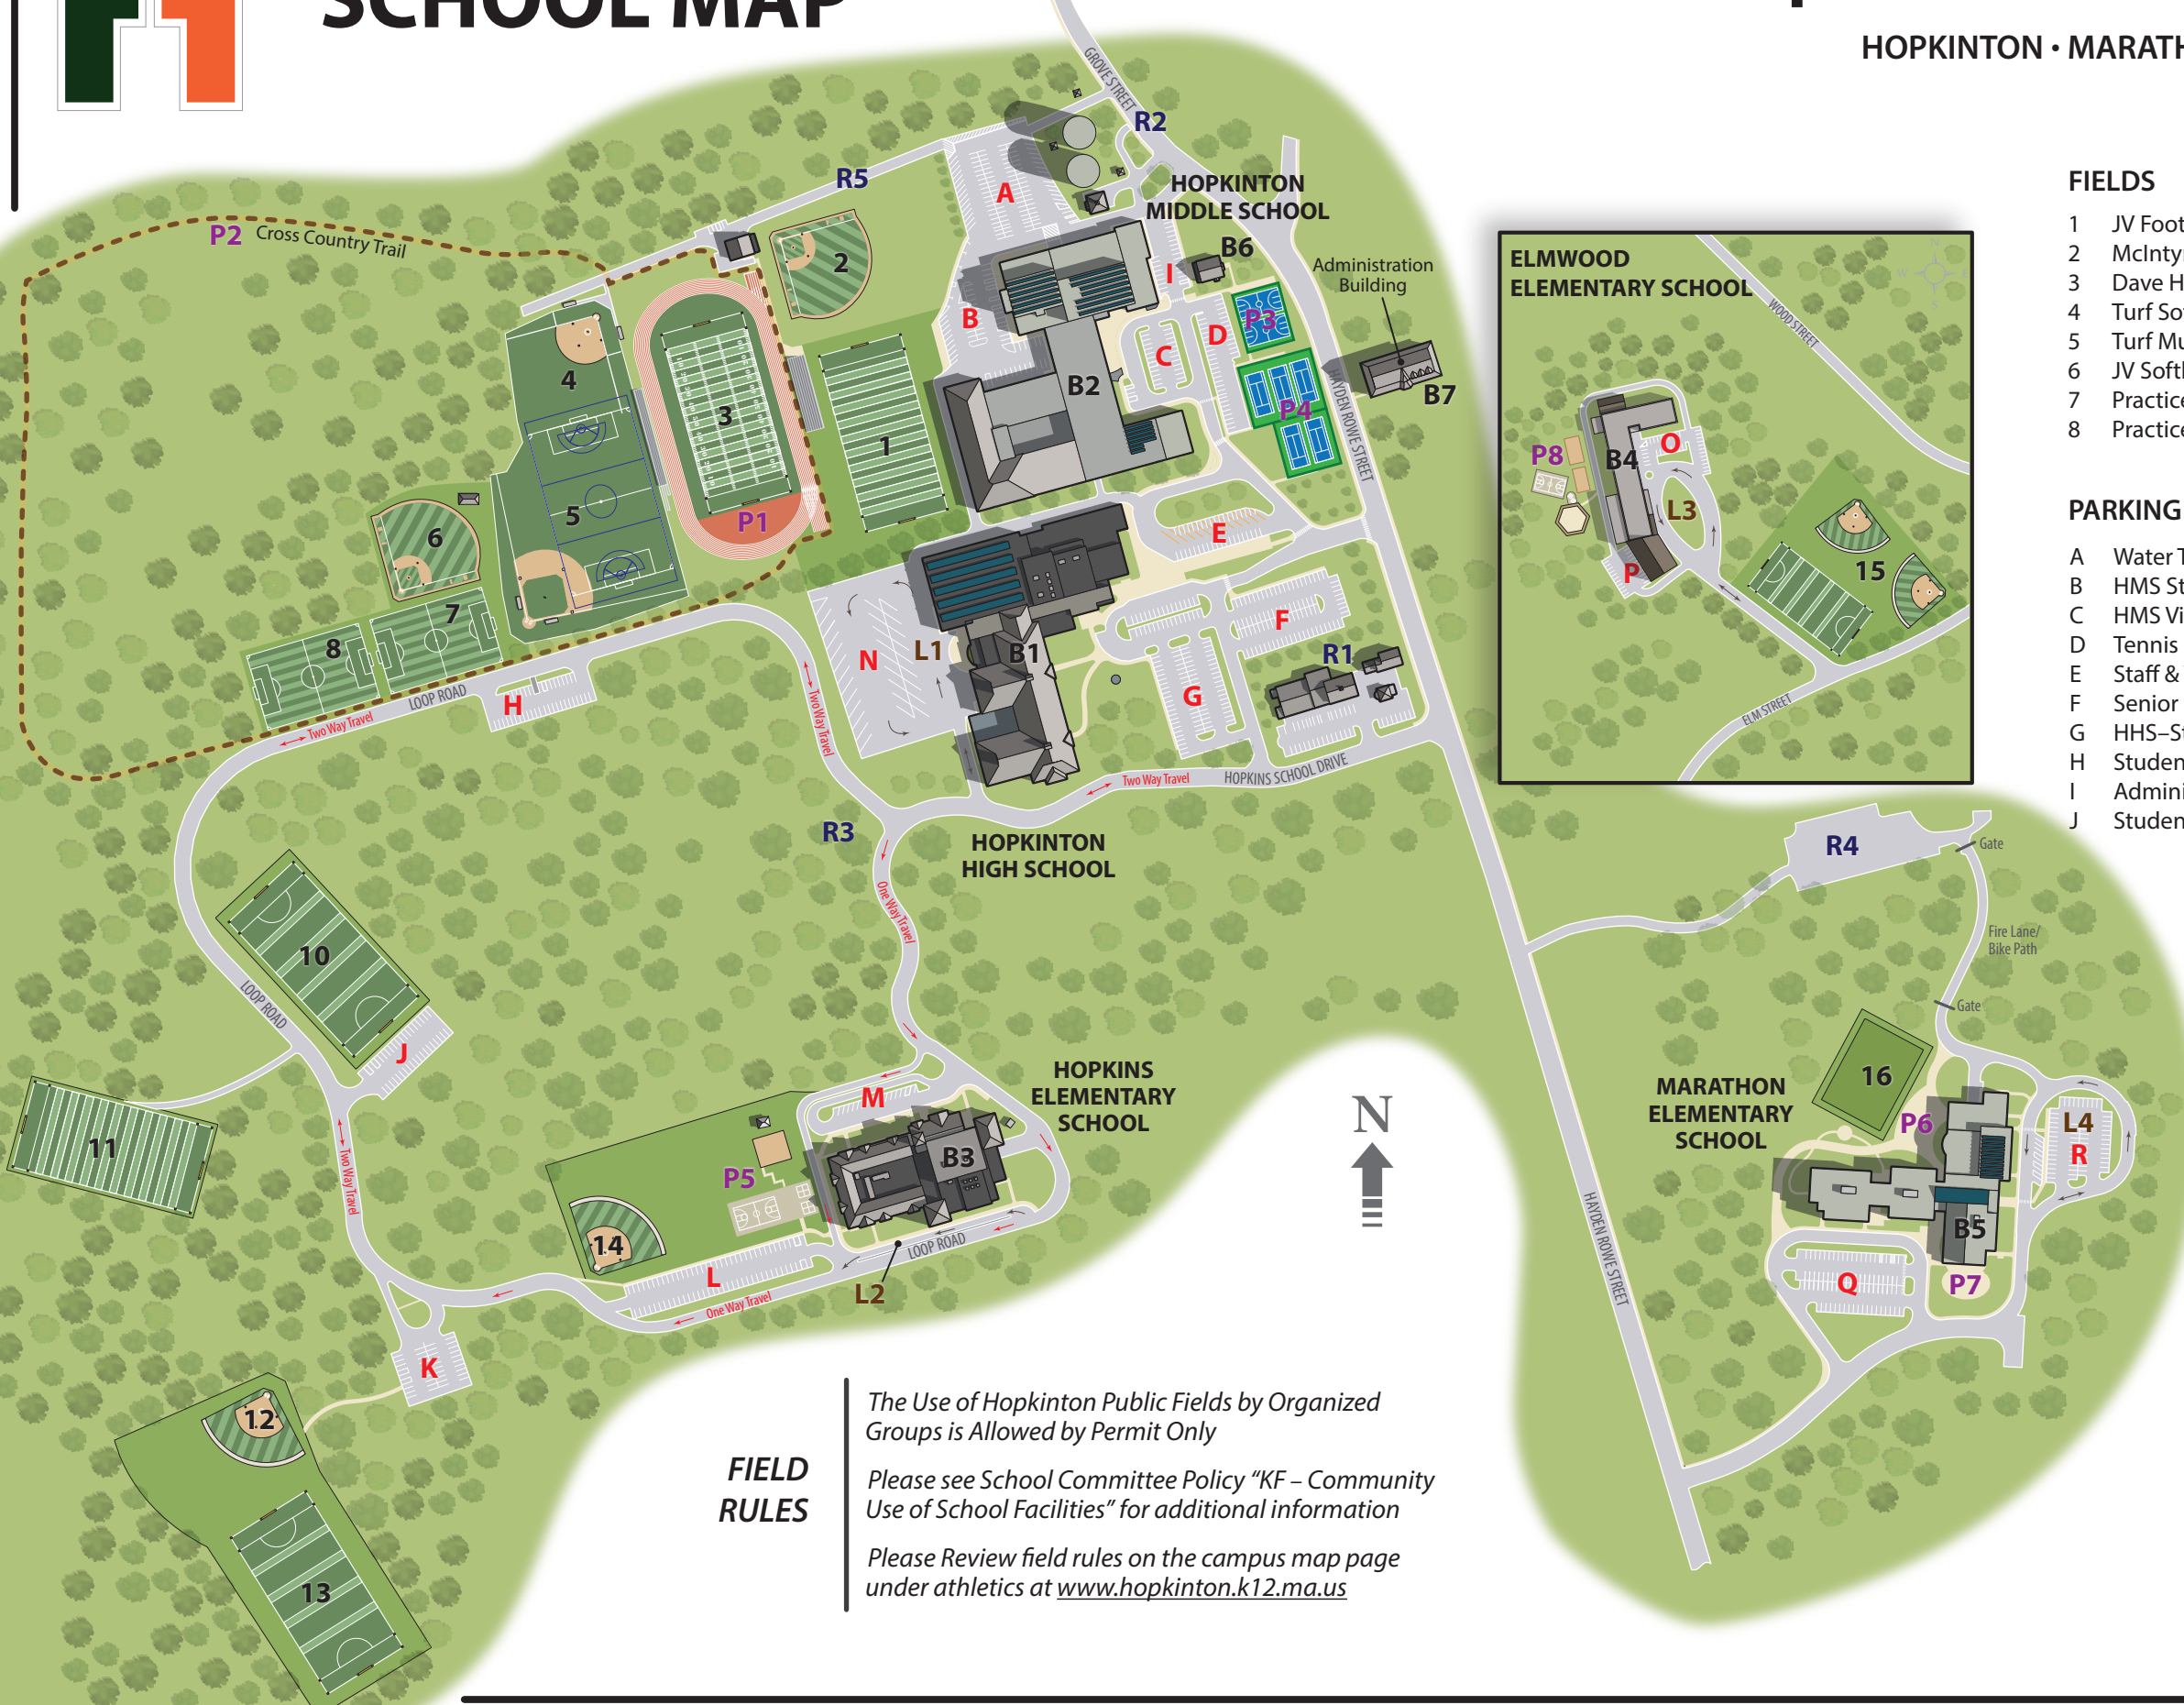 SCHOOL MAP
HOPKINTON • MARATH
GROVE STREET
R2
R5
A
HOPKINTON
MIDDLE SCHOOL
P2
Cross Country Trail
2
I
B6
Administration
Building
B
P3
D
C
4
3
B2
P4
B7
HAYDEN ROWE STREET
1
5
P1
6
E
7
8
F
N
L1
B1
R1
G
H
LOOP ROAD
Two Way Travel
Two Way Travel
Two Way Travel
HOPKINS SCHOOL DRIVE
R3
HOPKINTON
HIGH SCHOOL
One Way Travel
10
LOOP ROAD
J
11
Two Way Travel
HOPKINS
ELEMENTARY
SCHOOL
M
B3
P5
14
L
LOOP ROAD
L2
One Way Travel
K
12
13
N
ELMWOOD
ELEMENTARY SCHOOL
N
W
E
WOOD STREET
P8
B4
O
L3
P
15
ELM STREET
R4
Gate
Fire Lane/
Bike Path
Gate
16
MARATHON
ELEMENTARY
SCHOOL
P6
L4
R
B5
Q
P7
HAYDEN ROWE STREET
FIELDS
1 JV Foot
2 McInty
3 Dave H
4 Turf So
5 Turf Mu
6 JV Soft
7 Practice
8 Practice
PARKING
A Water T
B HMS St
C HMS Vi
D Tennis
E Staff &
F Senior
G HHS–St
H Studen
I Admini
J Studen
FIELD
RULES
The Use of Hopkinton Public Fields by Organized
Groups is Allowed by Permit Only
Please see School Committee Policy “KF – Community
Use of School Facilities” for additional information
Please Review field rules on the campus map page
under athletics at www.hopkinton.k12.ma.us